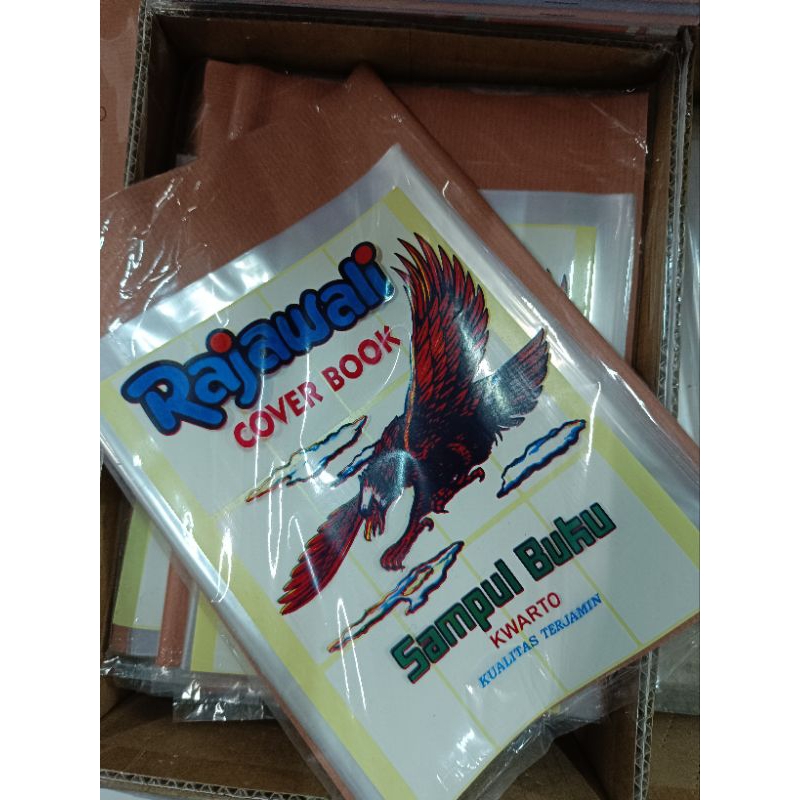 Rajawali
COVER BOOK
Sampul Buku
KWARTO
KUALITAS TERJAMIN